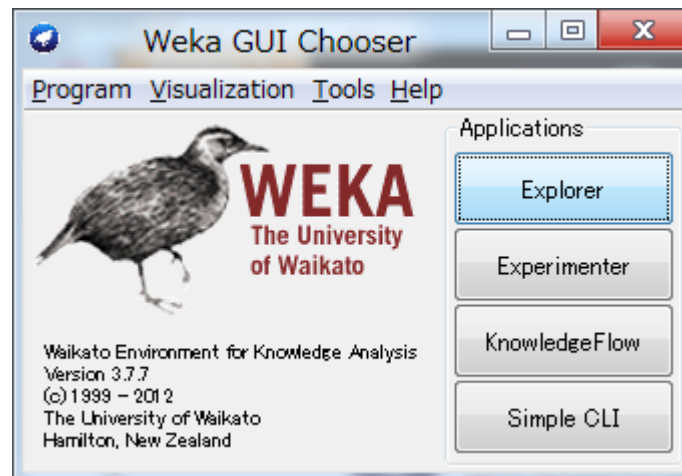 Weka GUI Chooser
Program Visualization Tools Help
WEKA
The University
of Waikato
Waikato Environment for Knowledge Analysis
Version 3.7.7
(c) 1999 - 2012
The University of Waikato
Hamilton, New Zealand
Applications
Explorer
Experimenter
KnowledgeFlow
Simple CLI